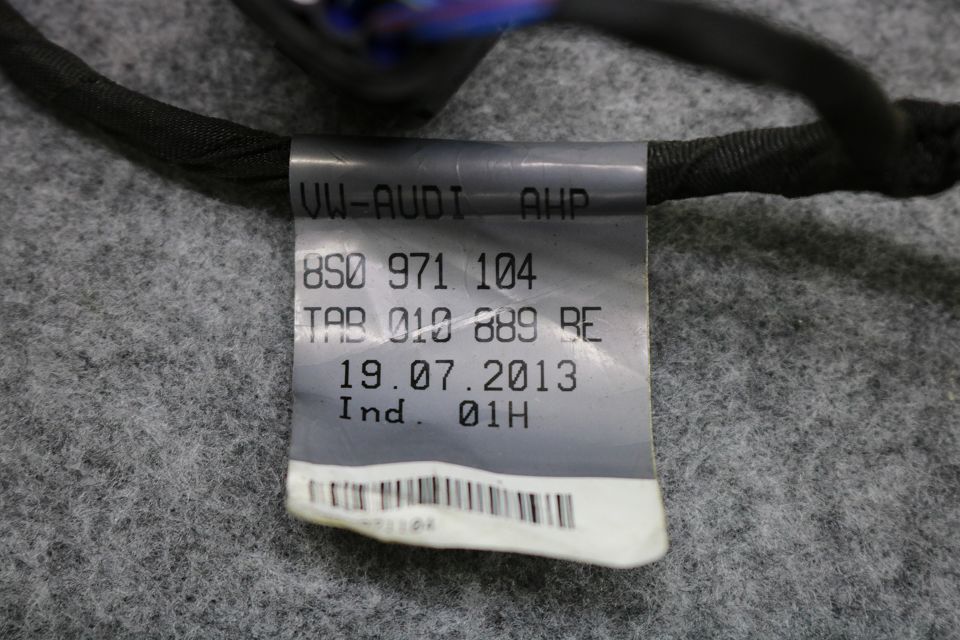 VW-AUDI AHP
8S0 971 104
TAB 010 889 BE
19.07.2013
Ind. 01H